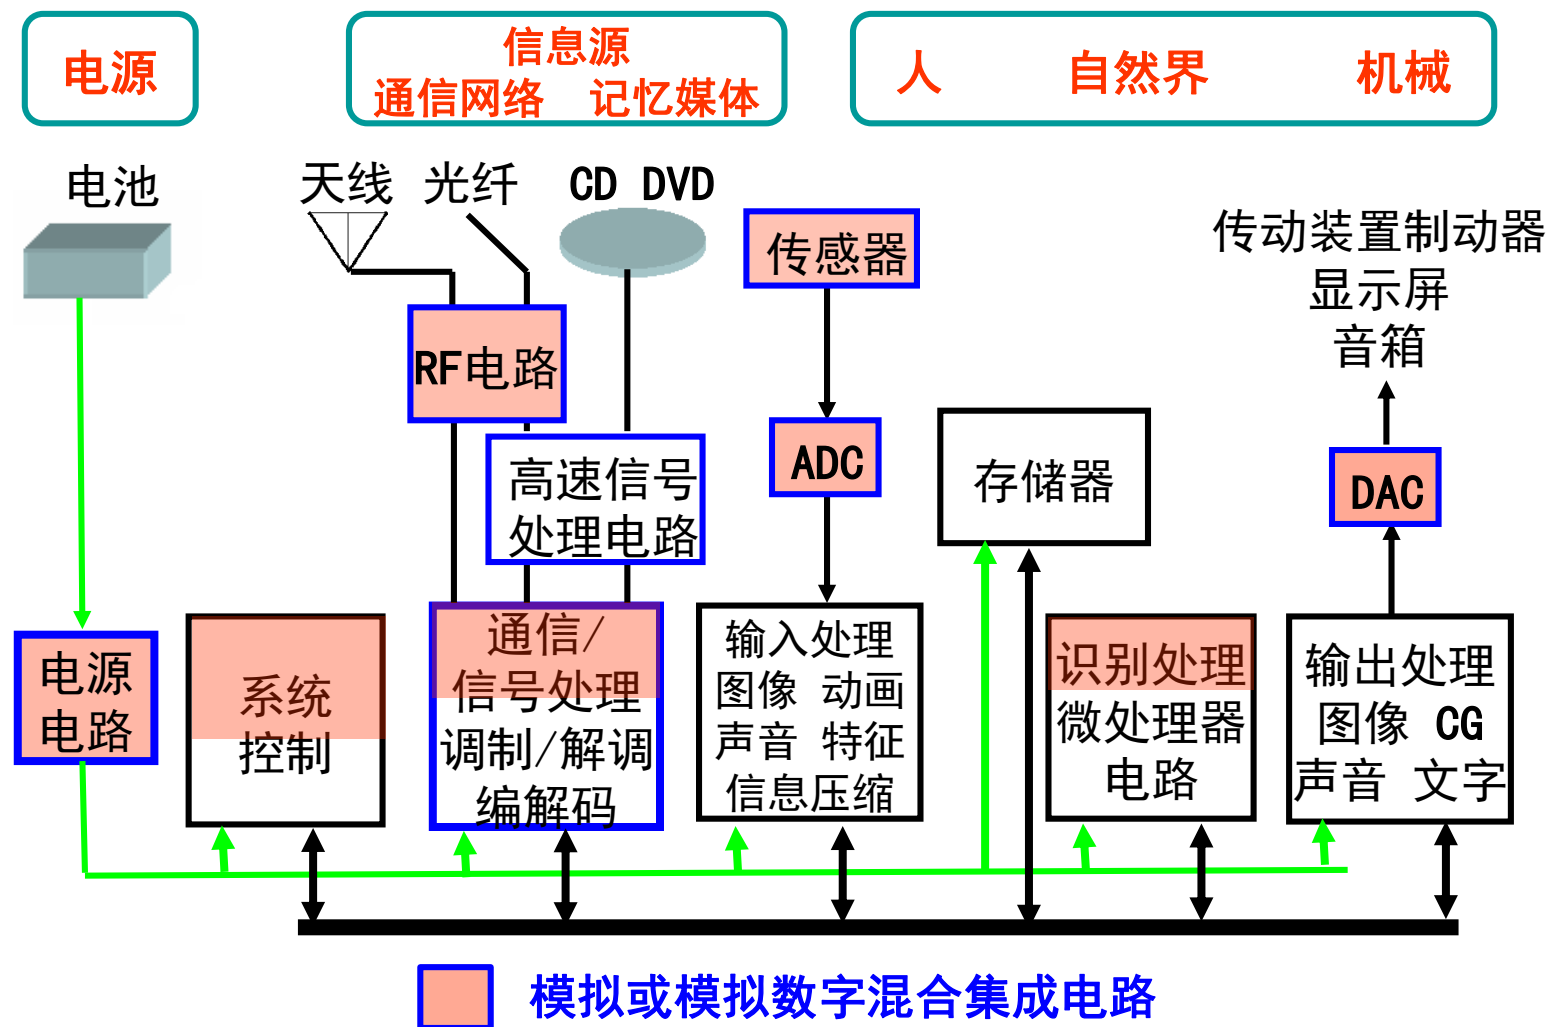 电源
信息源
通信网络 记忆媒体
人 自然界 机械
电池
天线 光纤 CD DVD
传感器
传动装置制动器
显示屏
音箱
RF电路
高速信号
处理电路
ADC
存储器
DAC
电源
电路
系统
控制
通信/
信号处理
调制/解调
编解码
输入处理
图像 动画
声音 特征
信息压缩
识别处理
微处理器
电路
输出处理
图像 CG
声音 文字
模拟或模拟数字混合集成电路